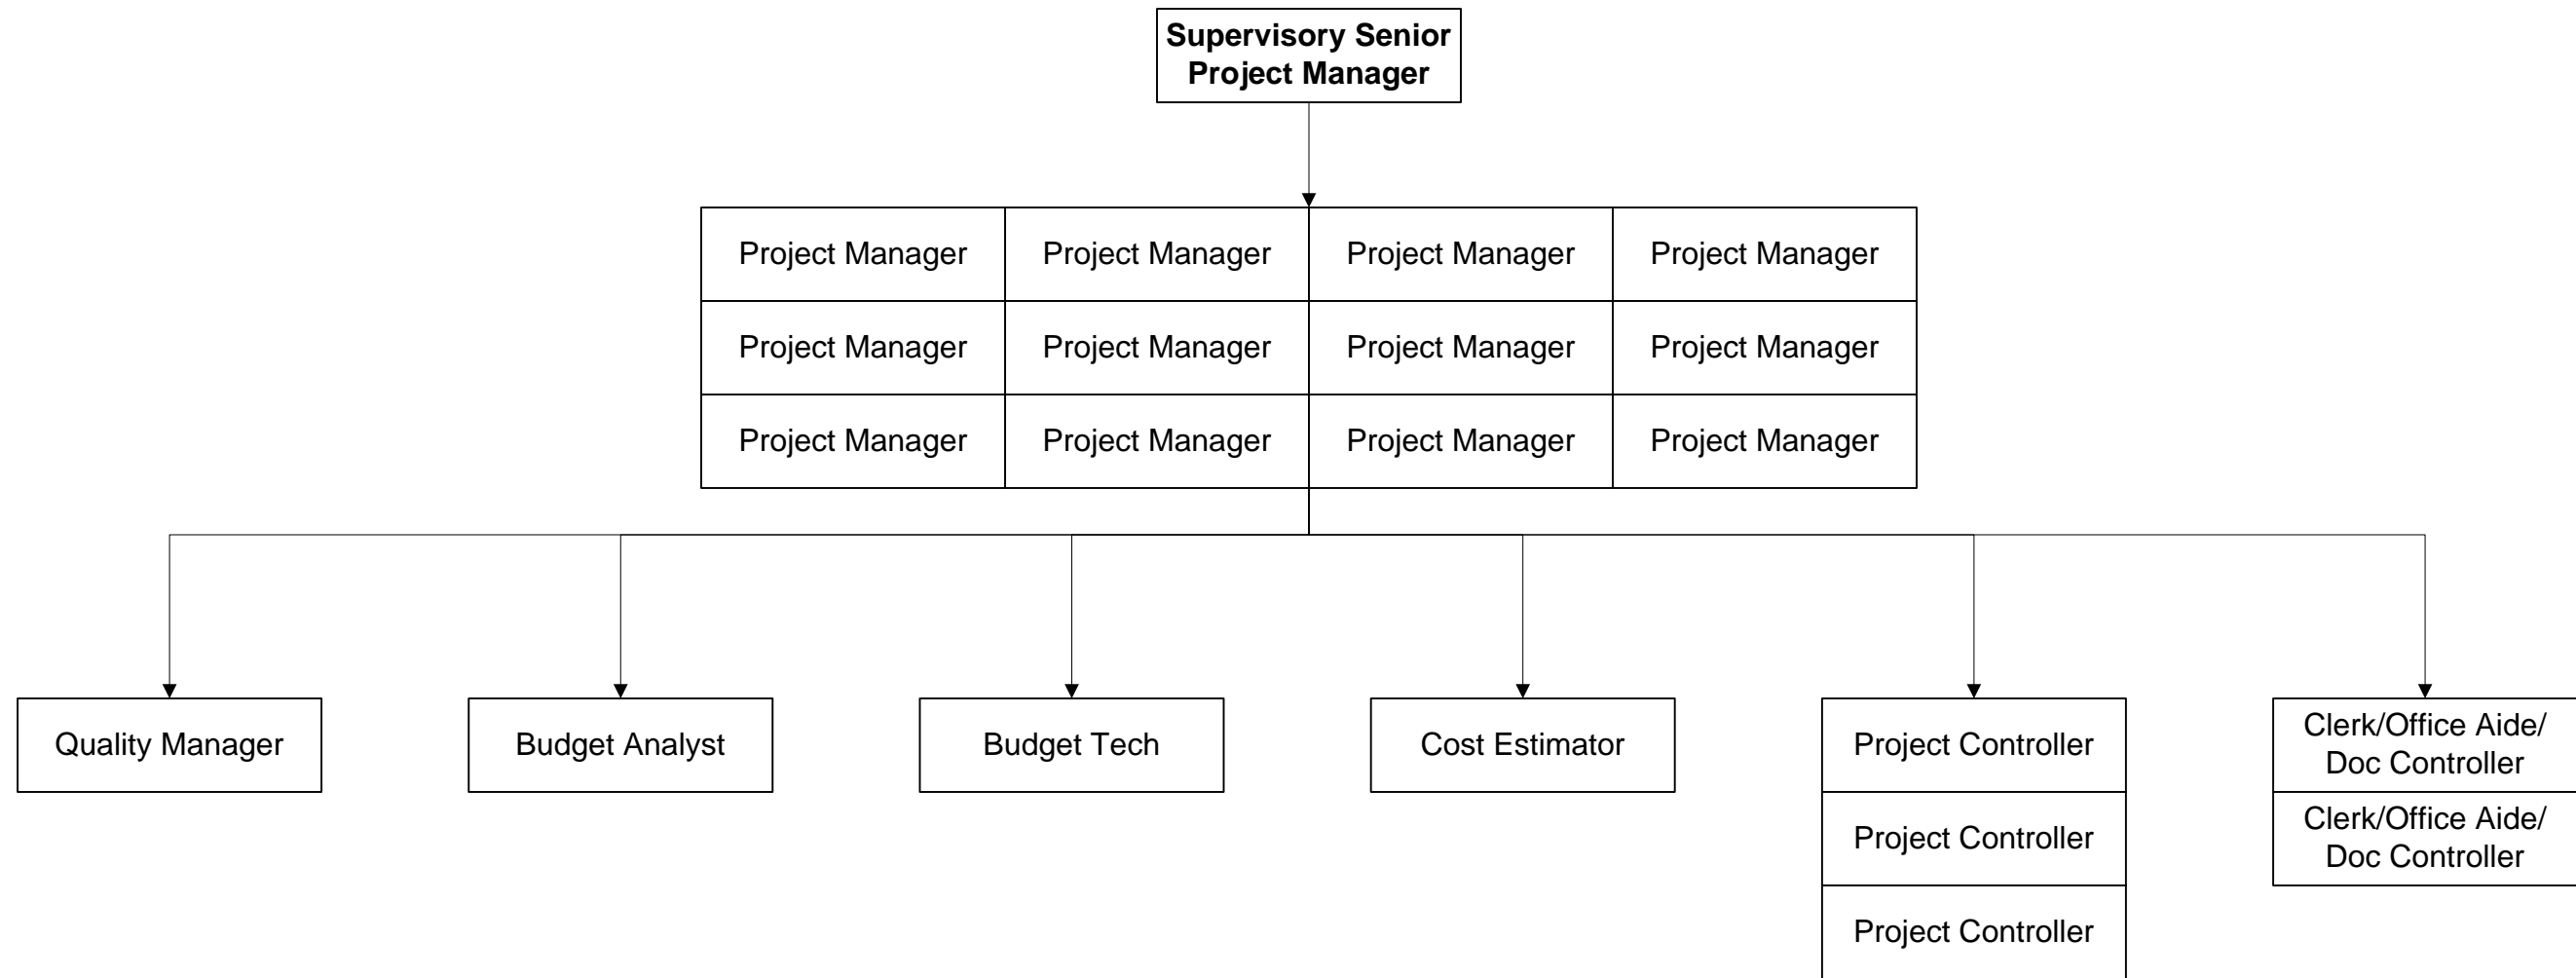 Supervisory Senior
Project Manager
Project Manager
Project Manager
Project Manager
Project Manager
Project Manager
Project Manager
Project Manager
Project Manager
Project Manager
Project Manager
Project Manager
Project Manager
Quality Manager
Budget Analyst
Budget Tech
Cost Estimator
Project Controller
Project Controller
Project Controller
Clerk/Office Aide/
Doc Controller
Clerk/Office Aide/
Doc Controller